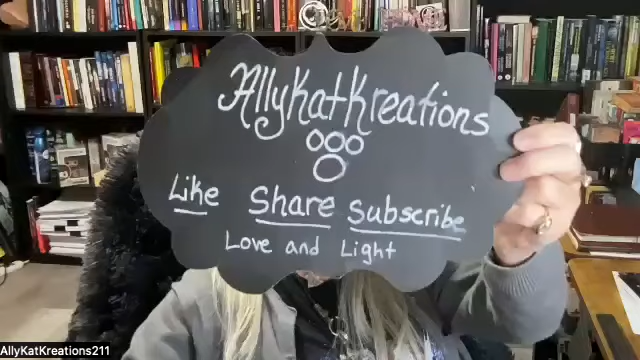 AllyKatKreations
Like Share Subscribe
Love and Light
AllyKatKreations211